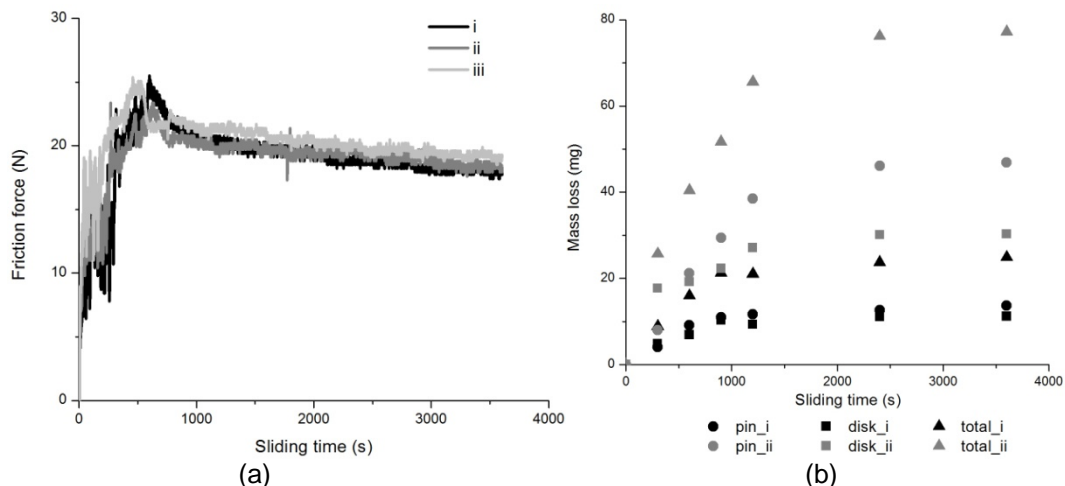 30
20
10
0
Friction force (N)
i
ii
iii
0
1000
2000
3000
4000
Sliding time (s)
(a)
80
60
40
20
0
Mass loss (mg)
0
1000
2000
3000
4000
Sliding time (s)
pin_i disk_i total_i
pin_ii disk_ii total_ii
(b)